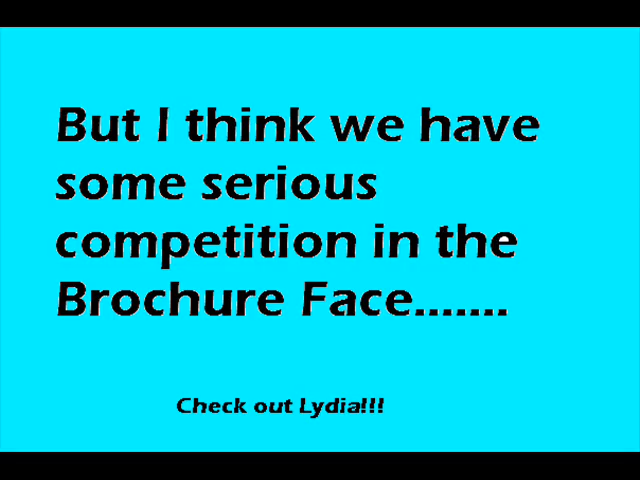 But I think we have
some serious
competition in the
Brochure Face.......
Check out Lydia!!!